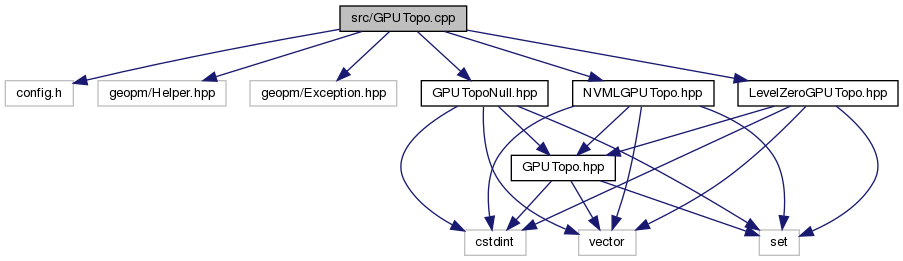 src/GPUTopo.cpp
config.h
geopm/Helper.hpp
geopm/Exception.hpp
GPUTopoNull.hpp
NVMLGPUTopo.hpp
LevelZeroGPUTopo.hpp
GPUTopo.hpp
cstdint
vector
set